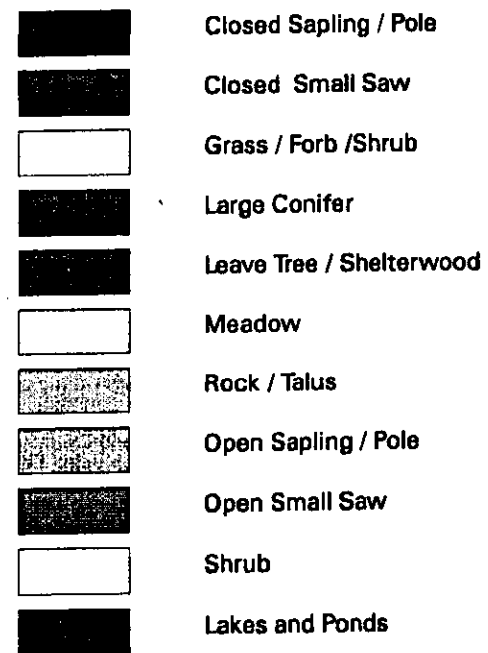 Closed Sapling / Pole
Closed Small Saw
Grass / Forb /Shrub
Large Conifer
Leave Tree / Shelterwood
Meadow
Rock / Talus
Open Sapling / Pole
Open Small Saw
Shrub
Lakes and Ponds